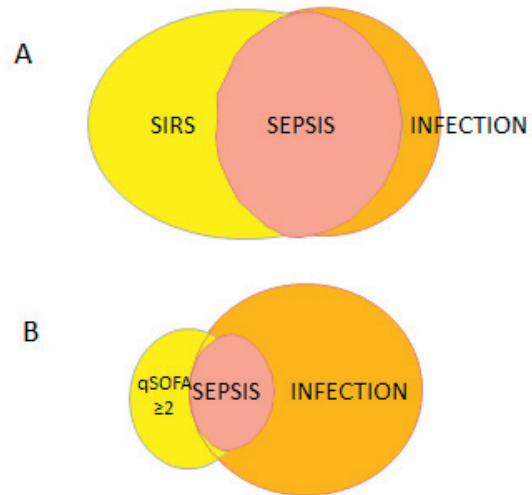 A
SIRS SEPSIS INFECTION
B
qSOFA
≥2
SEPSIS INFECTION